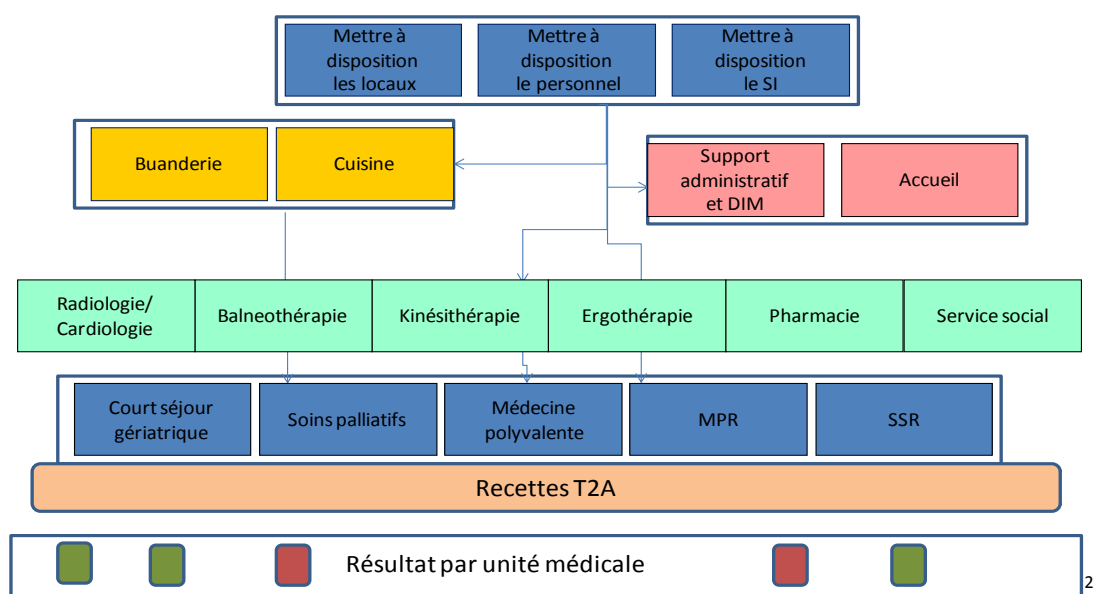 Mettre à
disposition
les locaux
Mettre à
disposition
le personnel
Mettre à
disposition
le SI
Buanderie
Cuisine
Support
administratif
et DIM
Accueil
Radiologie/
Cardiologie
Balneothérapie
Kinésithérapie
Ergothérapie
Pharmacie
Service social
Court séjour
gériatrique
Soins palliatifs
Médecine
polyvalente
MPR
SSR
Recettes T2A
Résultat par unité médicale
2